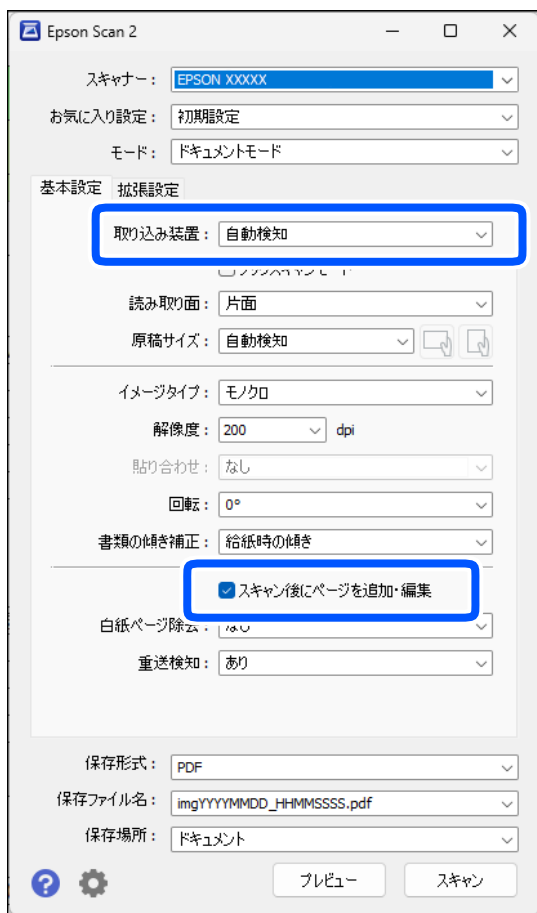 Epson Scan 2
スキャナー： EPSON XXXXX
お気に入り設定： 初期設定
モード： ドキュメントモード
基本設定 拡張設定
取り込み装置： 自動検知
読み取り面： 片面
原稿サイズ： 自動検知
イメージタイプ： モノクロ
解像度： 200 dpi
貼り合わせ： なし
回転： 0°
書類の傾き補正： 給紙時の傾き
スキャン後にページを追加・編集
白紙ページ除去： なし
重送検知： あり
保存形式： PDF
保存ファイル名： imgYYYYMMDD_HHMMSSSS.pdf
保存場所： ドキュメント
? プレビュー スキャン